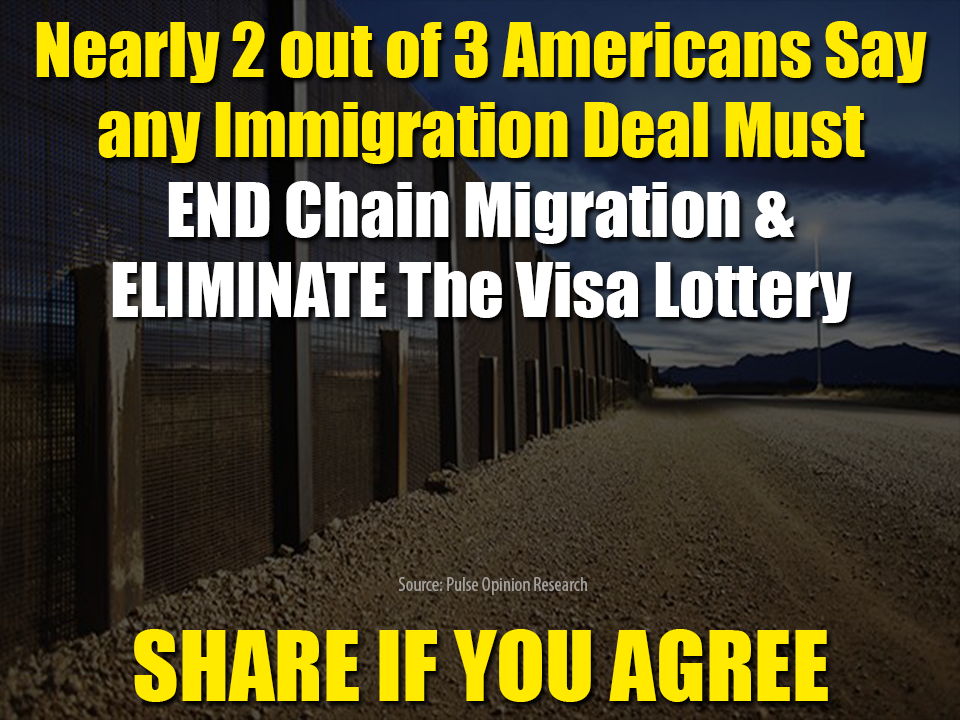 Nearly 2 out of 3 Americans Say
any Immigration Deal Must
END Chain Migration &
ELIMINATE The Visa Lottery
Source: Pulse Opinion Research
SHARE IF YOU AGREE